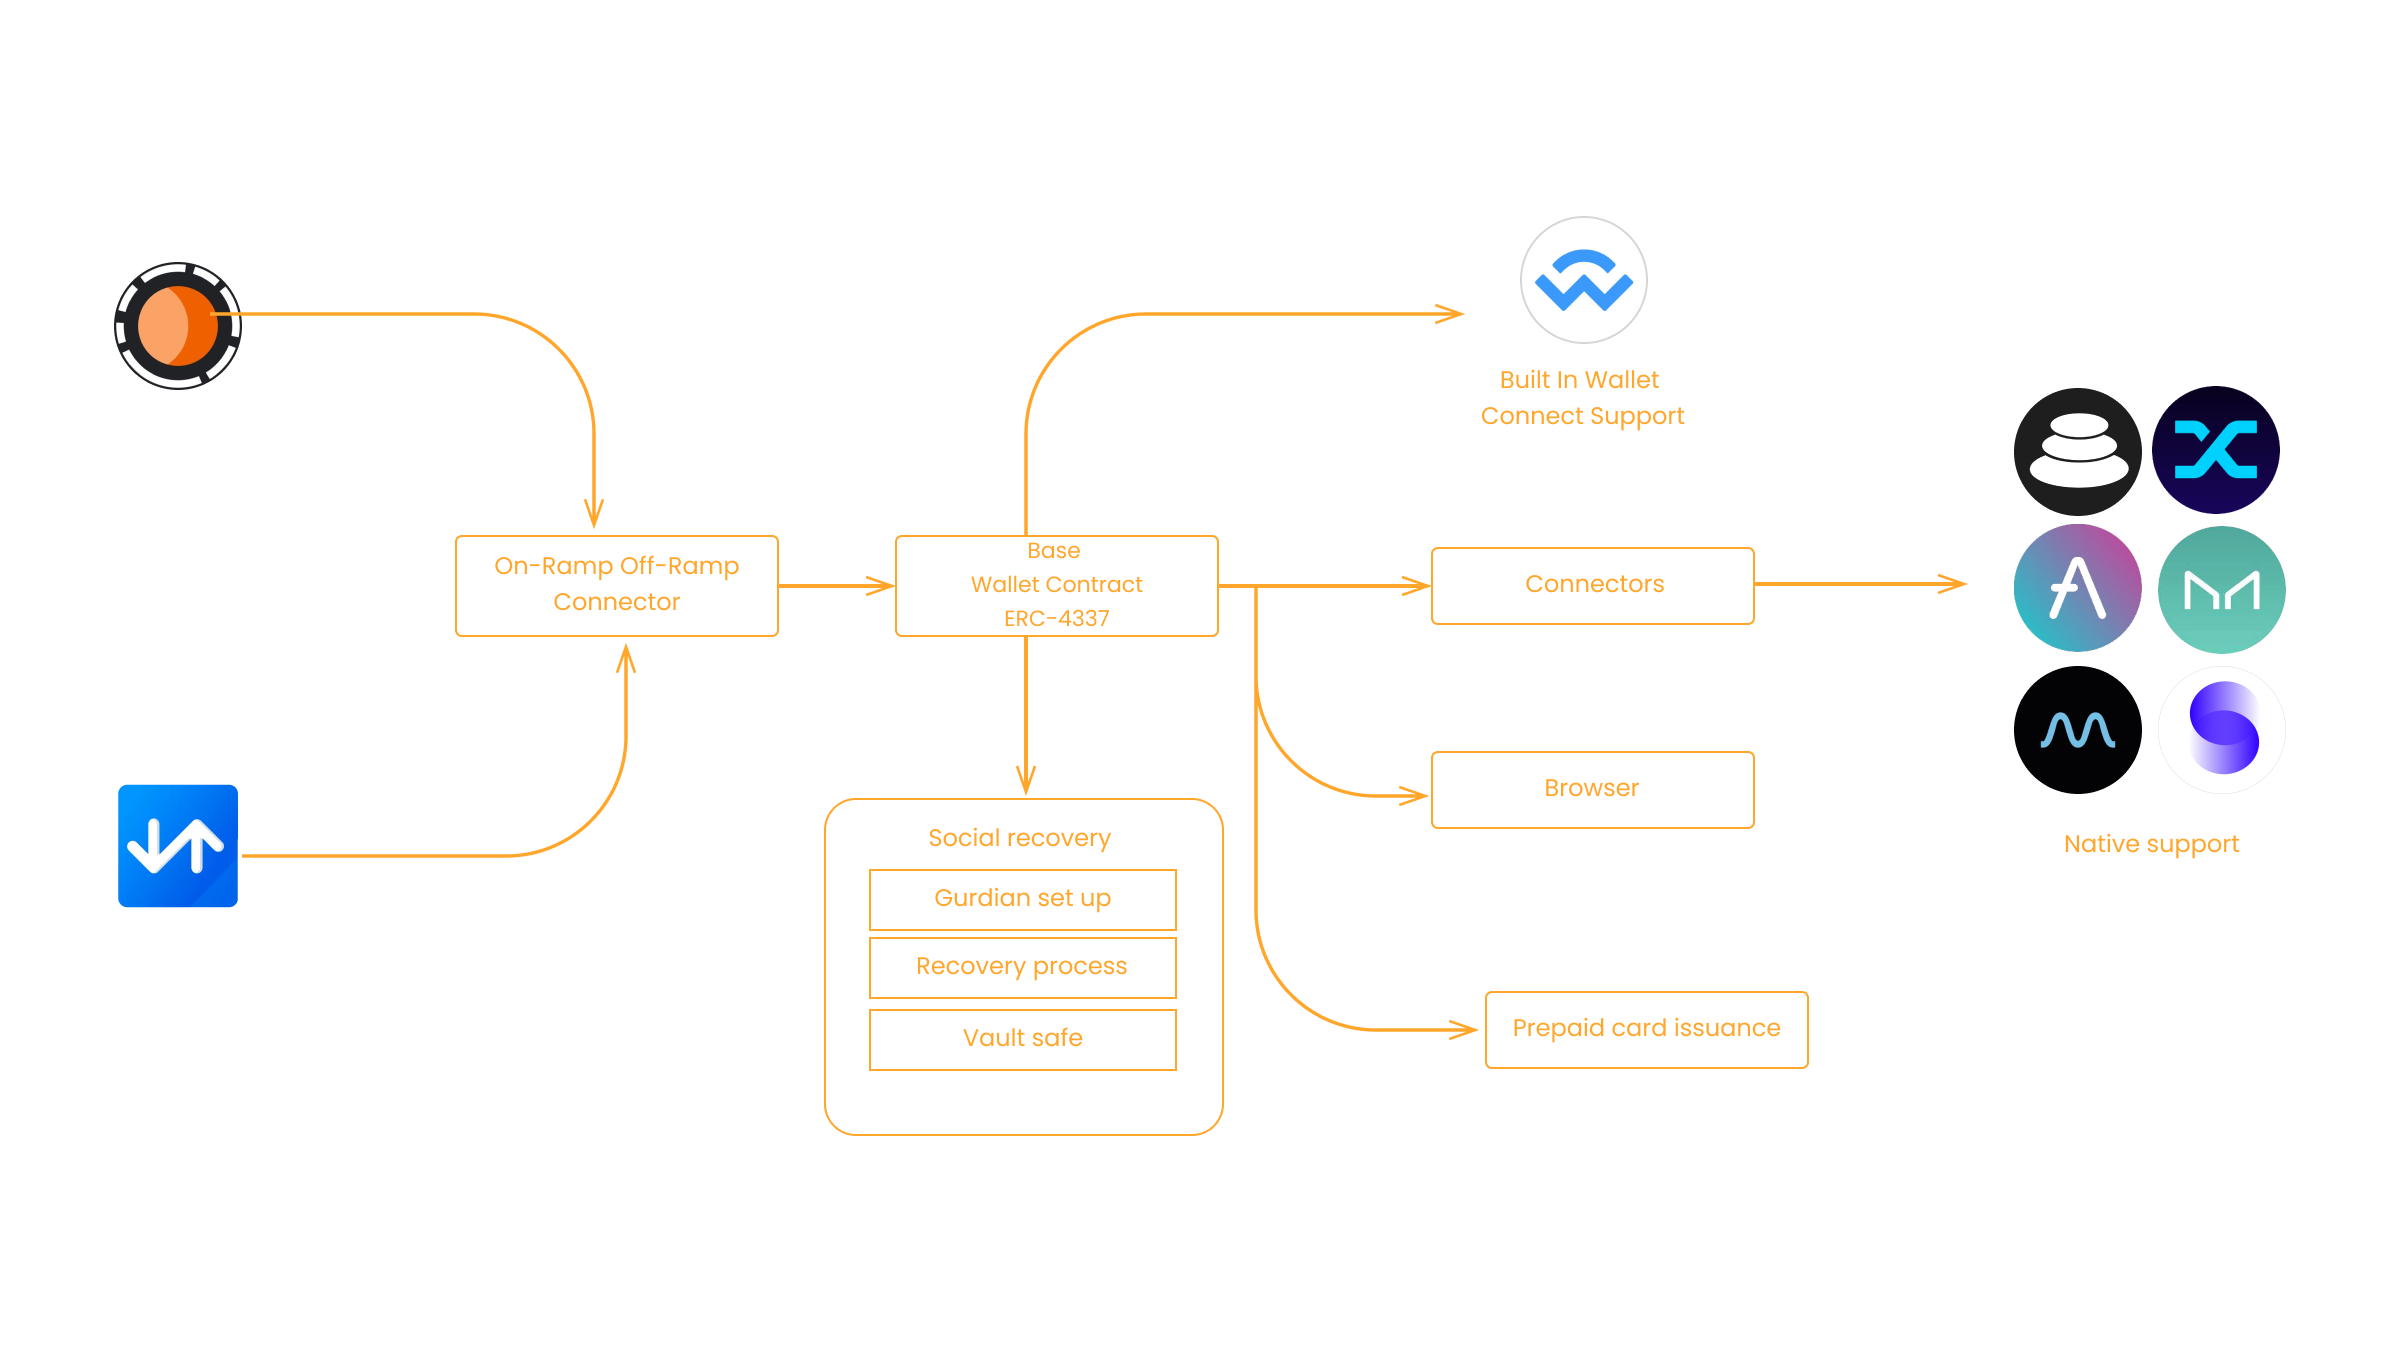 Built In Wallet
Connect Support
On-Ramp Off-Ramp
Connector
Base
Wallet Contract
ERC-4337
Connectors
Browser
Native support
Social recovery
Gurdian set up
Recovery process
Vault safe
Prepaid card issuance